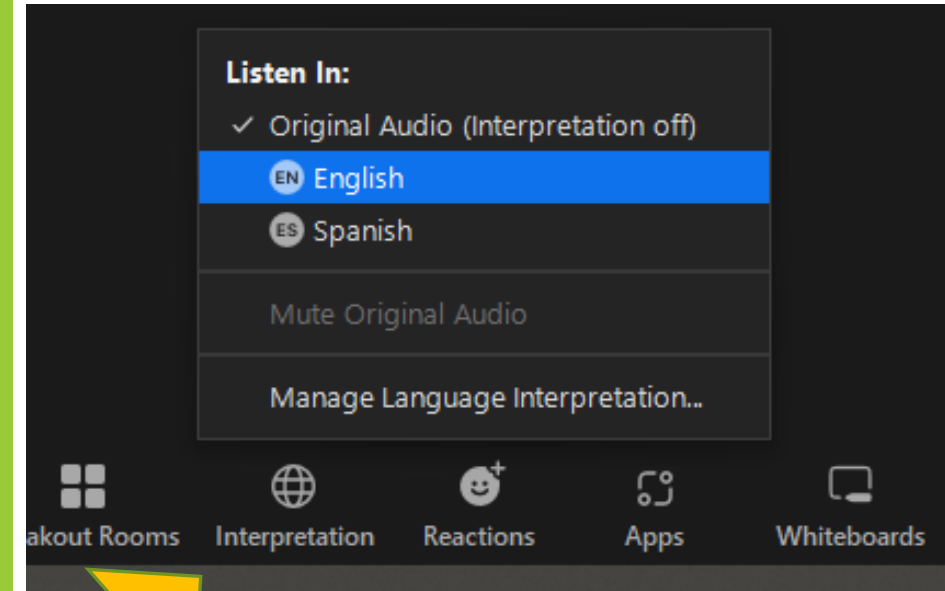 Listen In:
✓ Original Audio (Interpretation off)
EN English
ES Spanish
Mute Original Audio
Manage Language Interpretation...
akout Rooms Interpretation Reactions Apps Whiteboards